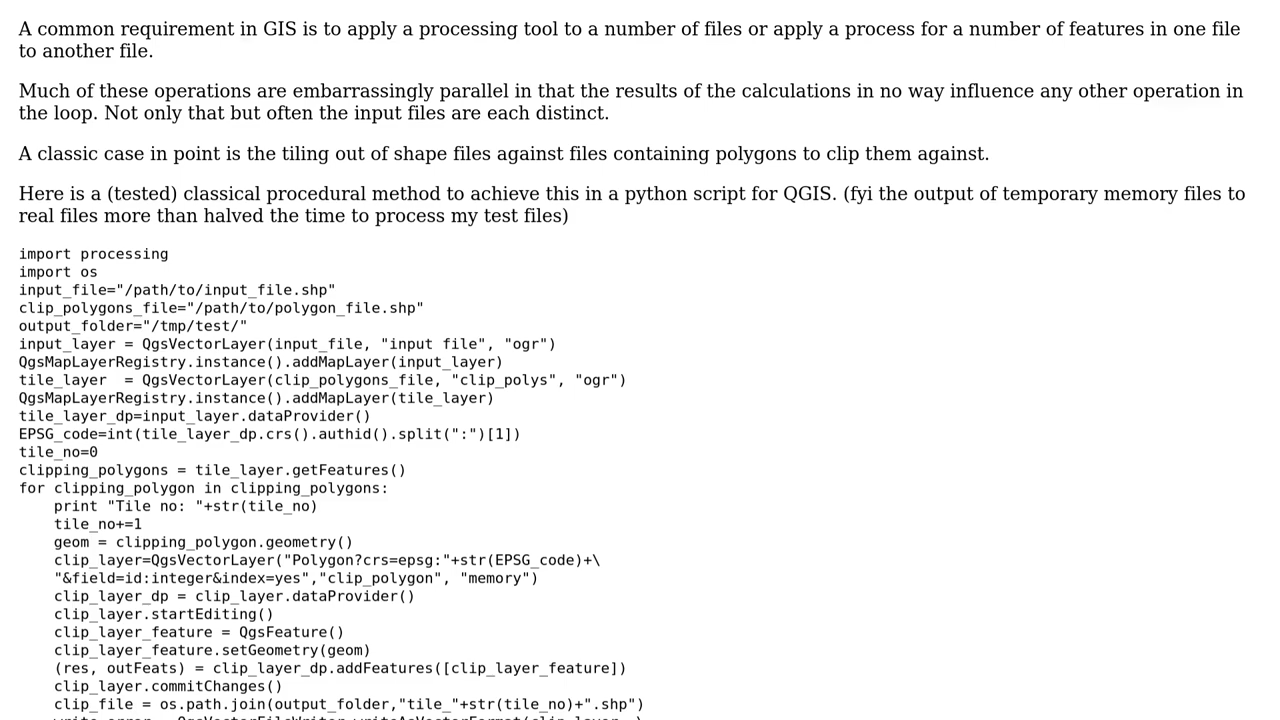 A common requirement in GIS is to apply a processing tool to a number of files or apply a process for a number of features in one file
to another file.
Much of these operations are embarrassingly parallel in that the results of the calculations in no way influence any other operation in
the loop. Not only that but often the input files are each distinct.
A classic case in point is the tiling out of shape files against files containing polygons to clip them against.
Here is a (tested) classical procedural method to achieve this in a python script for QGIS. (fyi the output of temporary memory files to
real files more than halved the time to process my test files)
import processing
import os
input_file="/path/to/input_file.shp"
clip_polygons_file="/path/to/polygon_file.shp"
output_folder="/tmp/test/"
input_layer = QgsVectorLayer(input_file, "input file", "ogr")
QgsMapLayerRegistry.instance().addMapLayer(input_layer)
tile_layer  = QgsVectorLayer(clip_polygons_file, "clip_polys", "ogr")
QgsMapLayerRegistry.instance().addMapLayer(tile_layer)
tile_layer_dp=input_layer.dataProvider()
EPSG_code=int(tile_layer_dp.crs().authid().split(":")[1])
tile_no=0
clipping_polygons = tile_layer.getFeatures()
for clipping_polygon in clipping_polygons:
    print "Tile no: "+str(tile_no)
    tile_no+=1
    geom = clipping_polygon.geometry()
    clip_layer=QgsVectorLayer("Polygon?crs=epsg:"+str(EPSG_code)+\
    "&field=id:integer&index=yes","clip_polygon", "memory")
    clip_layer_dp = clip_layer.dataProvider()
    clip_layer.startEditing()
    clip_layer_feature = QgsFeature()
    clip_layer_feature.setGeometry(geom)
    (res, outFeats) = clip_layer_dp.addFeatures([clip_layer_feature])
    clip_layer.commitChanges()
    clip_file = os.path.join(output_folder,"tile_"+str(tile_no)+".shp")